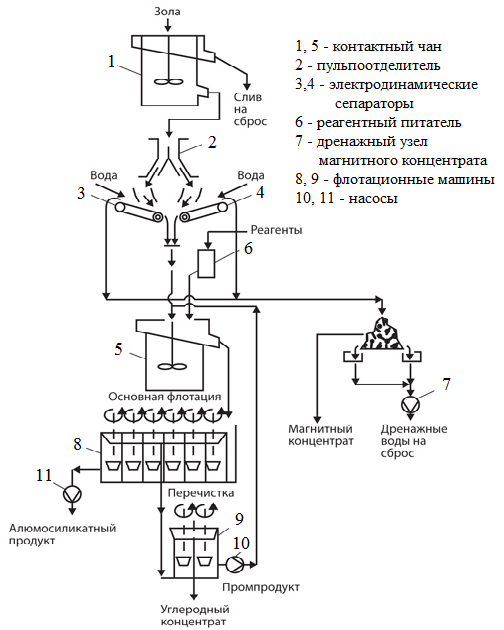 Зола
1
Слив
на
сброс
2
Вода
Вода
3
4
Реагенты
6
5
Основная флотация
8
11
Алюмосиликатный
продукт
Перечистка
9
10
Промпродукт
Углеродный
концентрат
Магнитный
концентрат
7
Дренажные
воды на
сброс
1, 5 - контактный чан
2 - пульпоотделитель
3,4 - электродинамические
сепараторы
6 - реагентный питатель
7 - дренажный узел
магнитного концентрата
8, 9 - флотационные машины
10, 11 - насосы